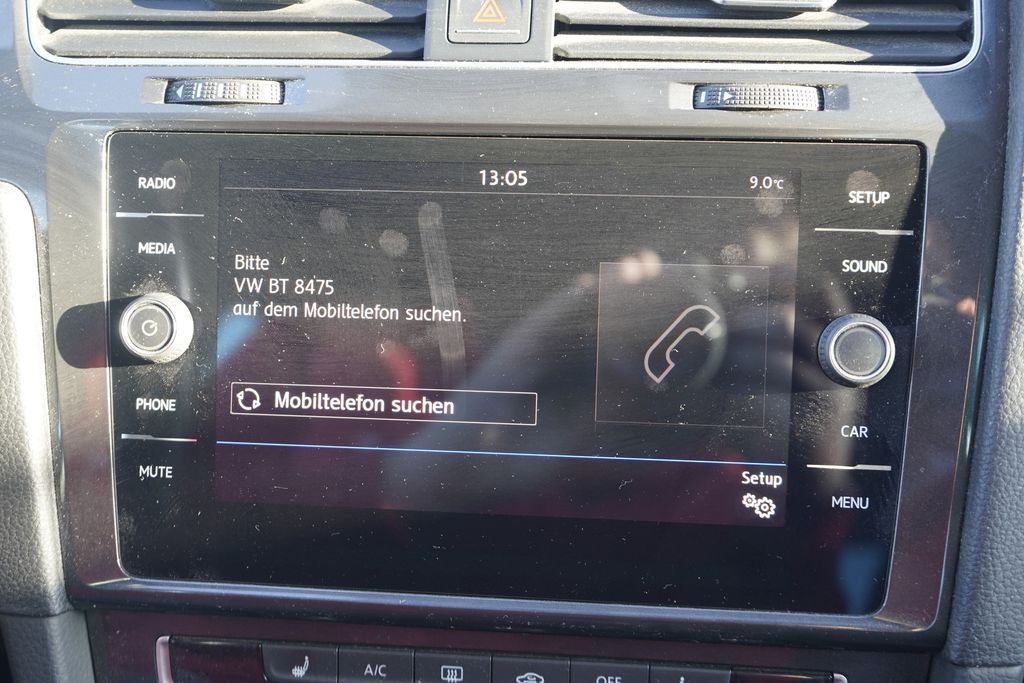 13:05
9.0°C
RADIO
MEDIA
PHONE
MUTE
Bitte
VW BT 8475
auf dem Mobiltelefon suchen.
Mobiltelefon suchen
Setup
SETUP
SOUND
CAR
MENU
A/C
OFF